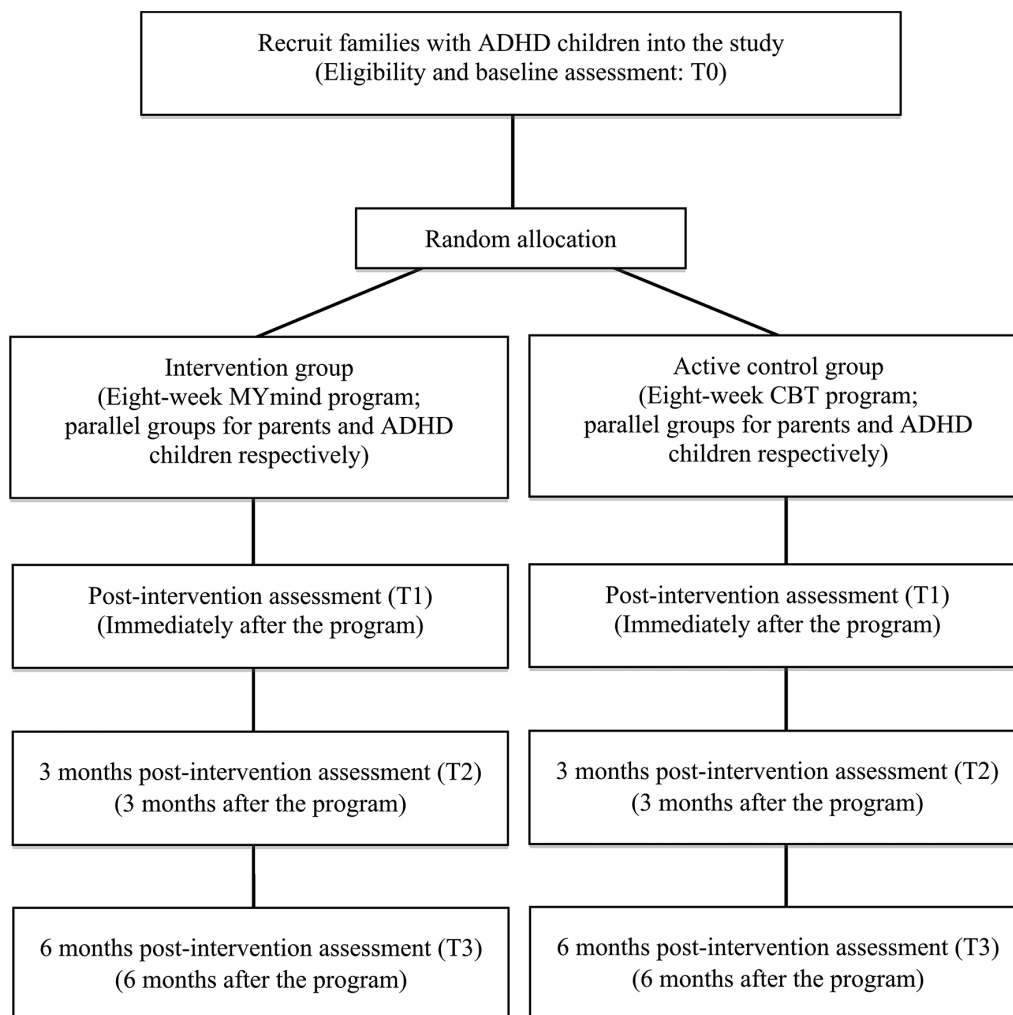 Recruit families with ADHD children into the study
(Eligibility and baseline assessment: T0)
Random allocation
Intervention group
(Eight-week MYmind program;
parallel groups for parents and ADHD
children respectively)
Active control group
(Eight-week CBT program;
parallel groups for parents and ADHD
children respectively)
Post-intervention assessment (T1)
(Immediately after the program)
Post-intervention assessment (T1)
(Immediately after the program)
3 months post-intervention assessment (T2)
(3 months after the program)
3 months post-intervention assessment (T2)
(3 months after the program)
6 months post-intervention assessment (T3)
(6 months after the program)
6 months post-intervention assessment (T3)
(6 months after the program)